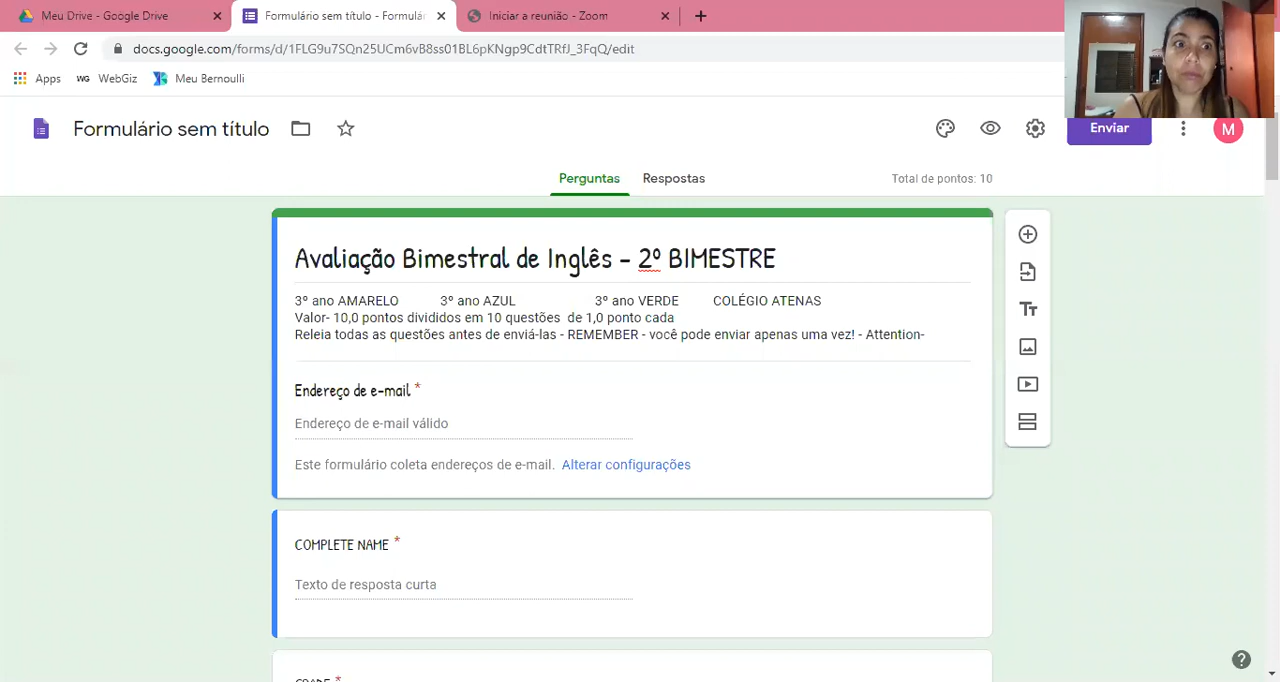 Meu Drive - Google Drive
Formulário sem título - Formulá
Iniciar a reunião - Zoom
docs.google.com/forms/d/1FLG9u7SQn25UCm6vB8ss01BL6pKNgp9CdtTRfJ_3FqQ/edit
Apps
WG WebGiz
Meu Bernoulli
Formulário sem título
Enviar
M
Perguntas
Respostas
Total de pontos: 10
Avaliação Bimestral de Inglês - 2º BIMESTRE
3º ano AMARELO 3º ano AZUL 3º ano VERDE COLÉGIO ATENAS
Valor- 10,0 pontos divididos em 10 questões de 1,0 ponto cada
Releia todas as questões antes de enviá-las - REMEMBER - você pode enviar apenas uma vez! - Attention-
Endereço de e-mail *
Endereço de e-mail válido
Este formulário coleta endereços de e-mail. Alterar configurações
COMPLETE NAME *
Texto de resposta curta